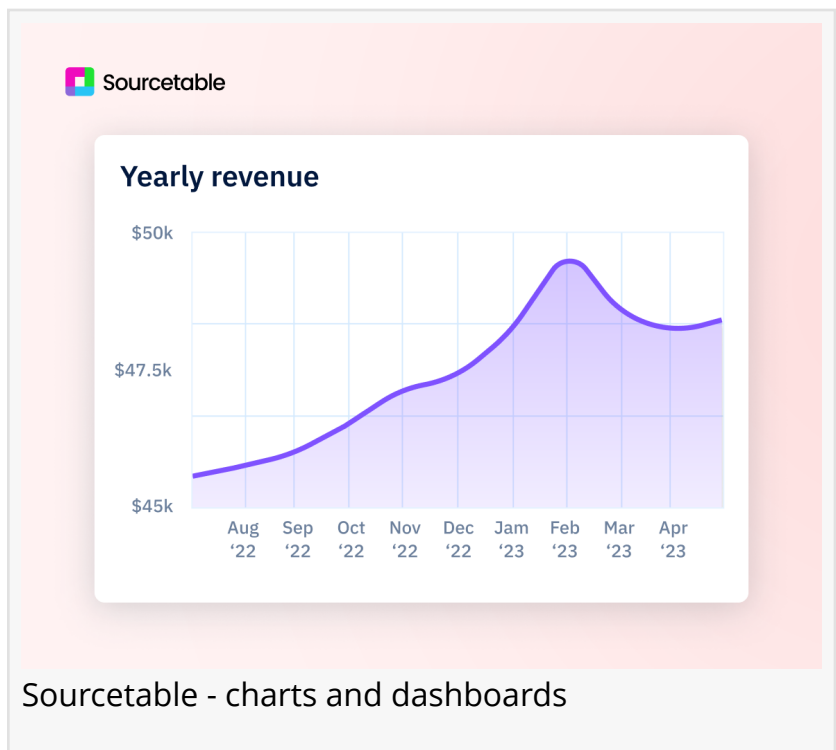 Sourcetable
Yearly revenue
$50k
$47.5k
$45k
Aug Sep Oct Nov Dec Jam Feb Mar Apr
‘22 ‘22 ‘22 ‘22 ‘22 ‘23 ‘23 ‘23 ‘23
Sourcetable - charts and dashboards